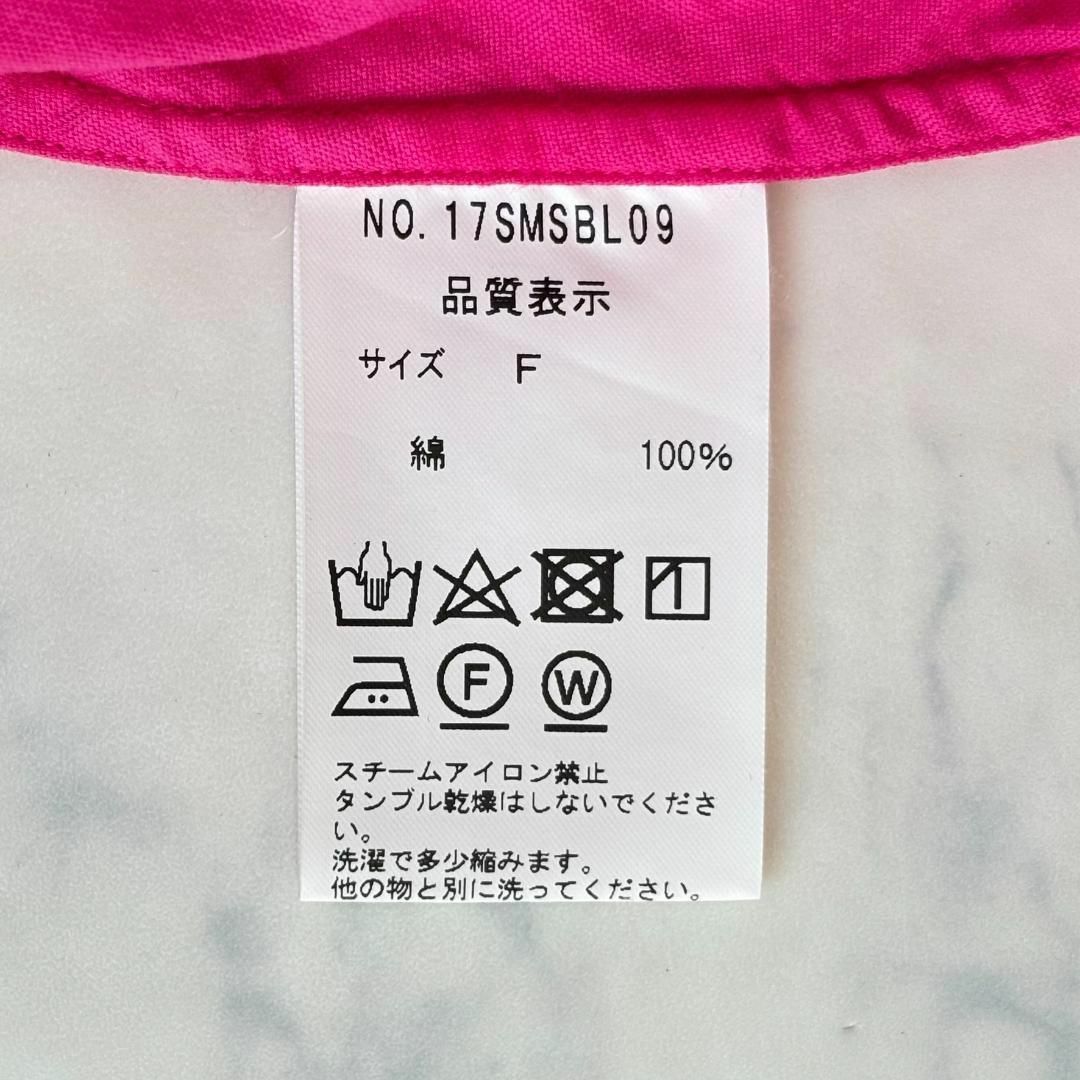 NO.17SMSBL09
品質表示
サイズ F
綿 100%
F W
スチームアイロン禁止
タンブル乾燥はしないでくださ
い。
洗濯で多少縮みます。
他の物と別に洗ってください。